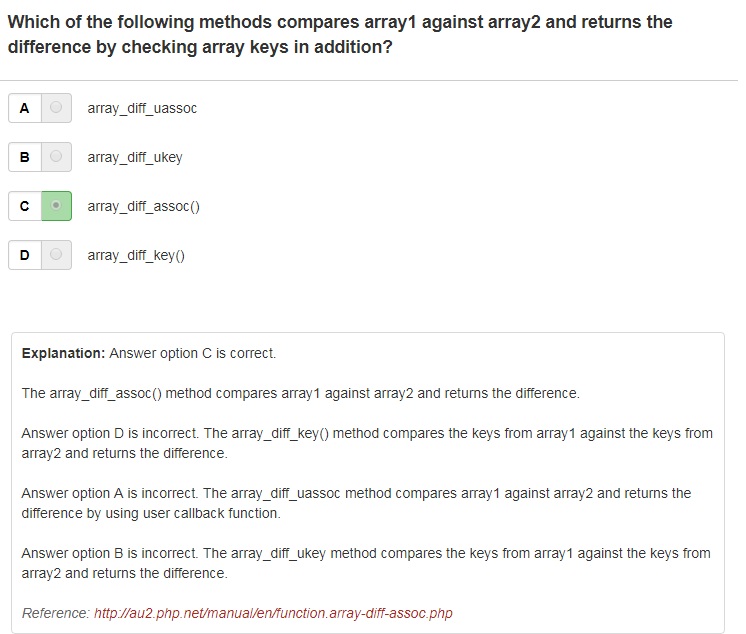 Which of the following methods compares array1 against array2 and returns the
difference by checking array keys in addition?
A array_diff_uassoc
B array_diff_ukey
C array_diff_assoc()
D array_diff_key()
Explanation: Answer option C is correct.
The array_diff_assoc() method compares array1 against array2 and returns the difference.
Answer option D is incorrect. The array_diff_key() method compares the keys from array1 against the keys from
array2 and returns the difference.
Answer option A is incorrect. The array_diff_uassoc method compares array1 against array2 and returns the
difference by using user callback function.
Answer option B is incorrect. The array_diff_ukey method compares the keys from array1 against the keys from
array2 and returns the difference.
Reference: http://au2.php.net/manual/en/function.array-diff-assoc.php